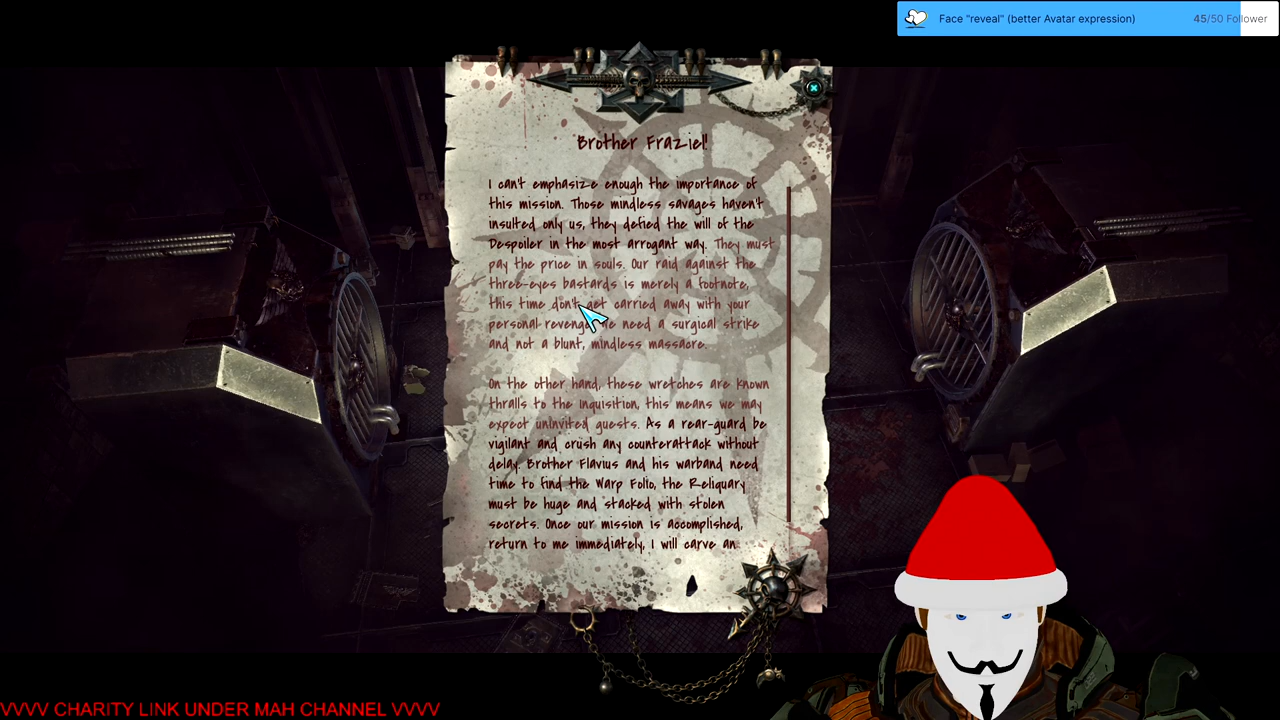 Face "reveal" (better Avatar expression) 45/50 Follower
Brother Fraziel!
I can't emphasize enough the importance of
this mission. Those mindless savages haven't
insulted only us, they defied the will of the
Despoiler in the most arrogant way. They must
pay the price in souls. Our raid against the
three-eyes bastards is merely a footnote,
this time don't get carried away with your
personal revenge, we need a surgical strike
and not a blunt, mindless massacre.
On the other hand, these wretches are known
thralls to the Inquisition, this means we may
expect uninvited guests. As a rear-guard be
vigilant and crush any counterattack without
delay. Brother Flavius and his warband need
time to find the Warp Folio, the Reliquary
must be huge and stacked with stolen
secrets. Once our mission is accomplished,
return to me immediately, I will carve an
VVVV CHARITY LINK UNDER MAH CHANNEL VVVV